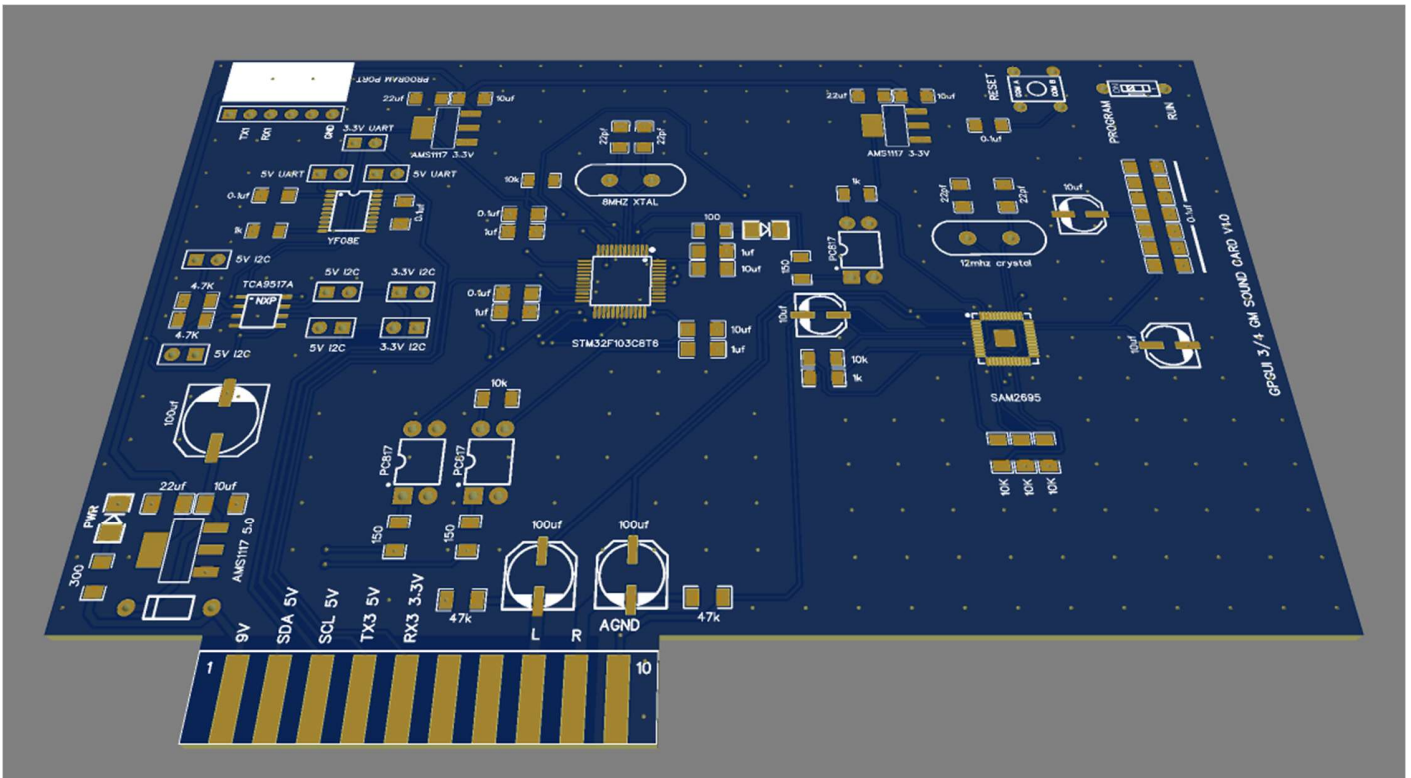 PROGRAM PORT
TX1
RX1
GND
3.3V UART
5V UART
5V UART
0.1uf
0.1uf
1k
YF08E
22uf
10uf
AMS1117 3.3V
10k
22pf
22pf
8MHZ XTAL
0.1uf
1uf
0.1uf
1uf
100
1uf
10uf
10uf
1uf
STM32F103C8T6
5V I2C
4.7K
4.7K
5V I2C
TCA9517A
NXP
5V I2C
3.3V I2C
5V I2C
3.3V I2C
22uf
10uf
AMS1117 3.3V
RESET
COM A
COM B
0.1uf
PROGRAM
ON
RUN
1k
PC817
150
22pf
22pf
12mhz crystal
10uf
0.1uf
10uf
10k
1k
10uf
SAM2695
10K
10K
10K
GPGUI 3/4 GM SOUND CARD V1.0
100uf
10k
PC817
PC817
150
150
PWR
22uf
10uf
AMS1117 5.0
300
100uf
100uf
47k
47k
9V
SDA 5V
SCL 5V
TX3 5V
RX3 3.3V
L
R
AGND
1
10